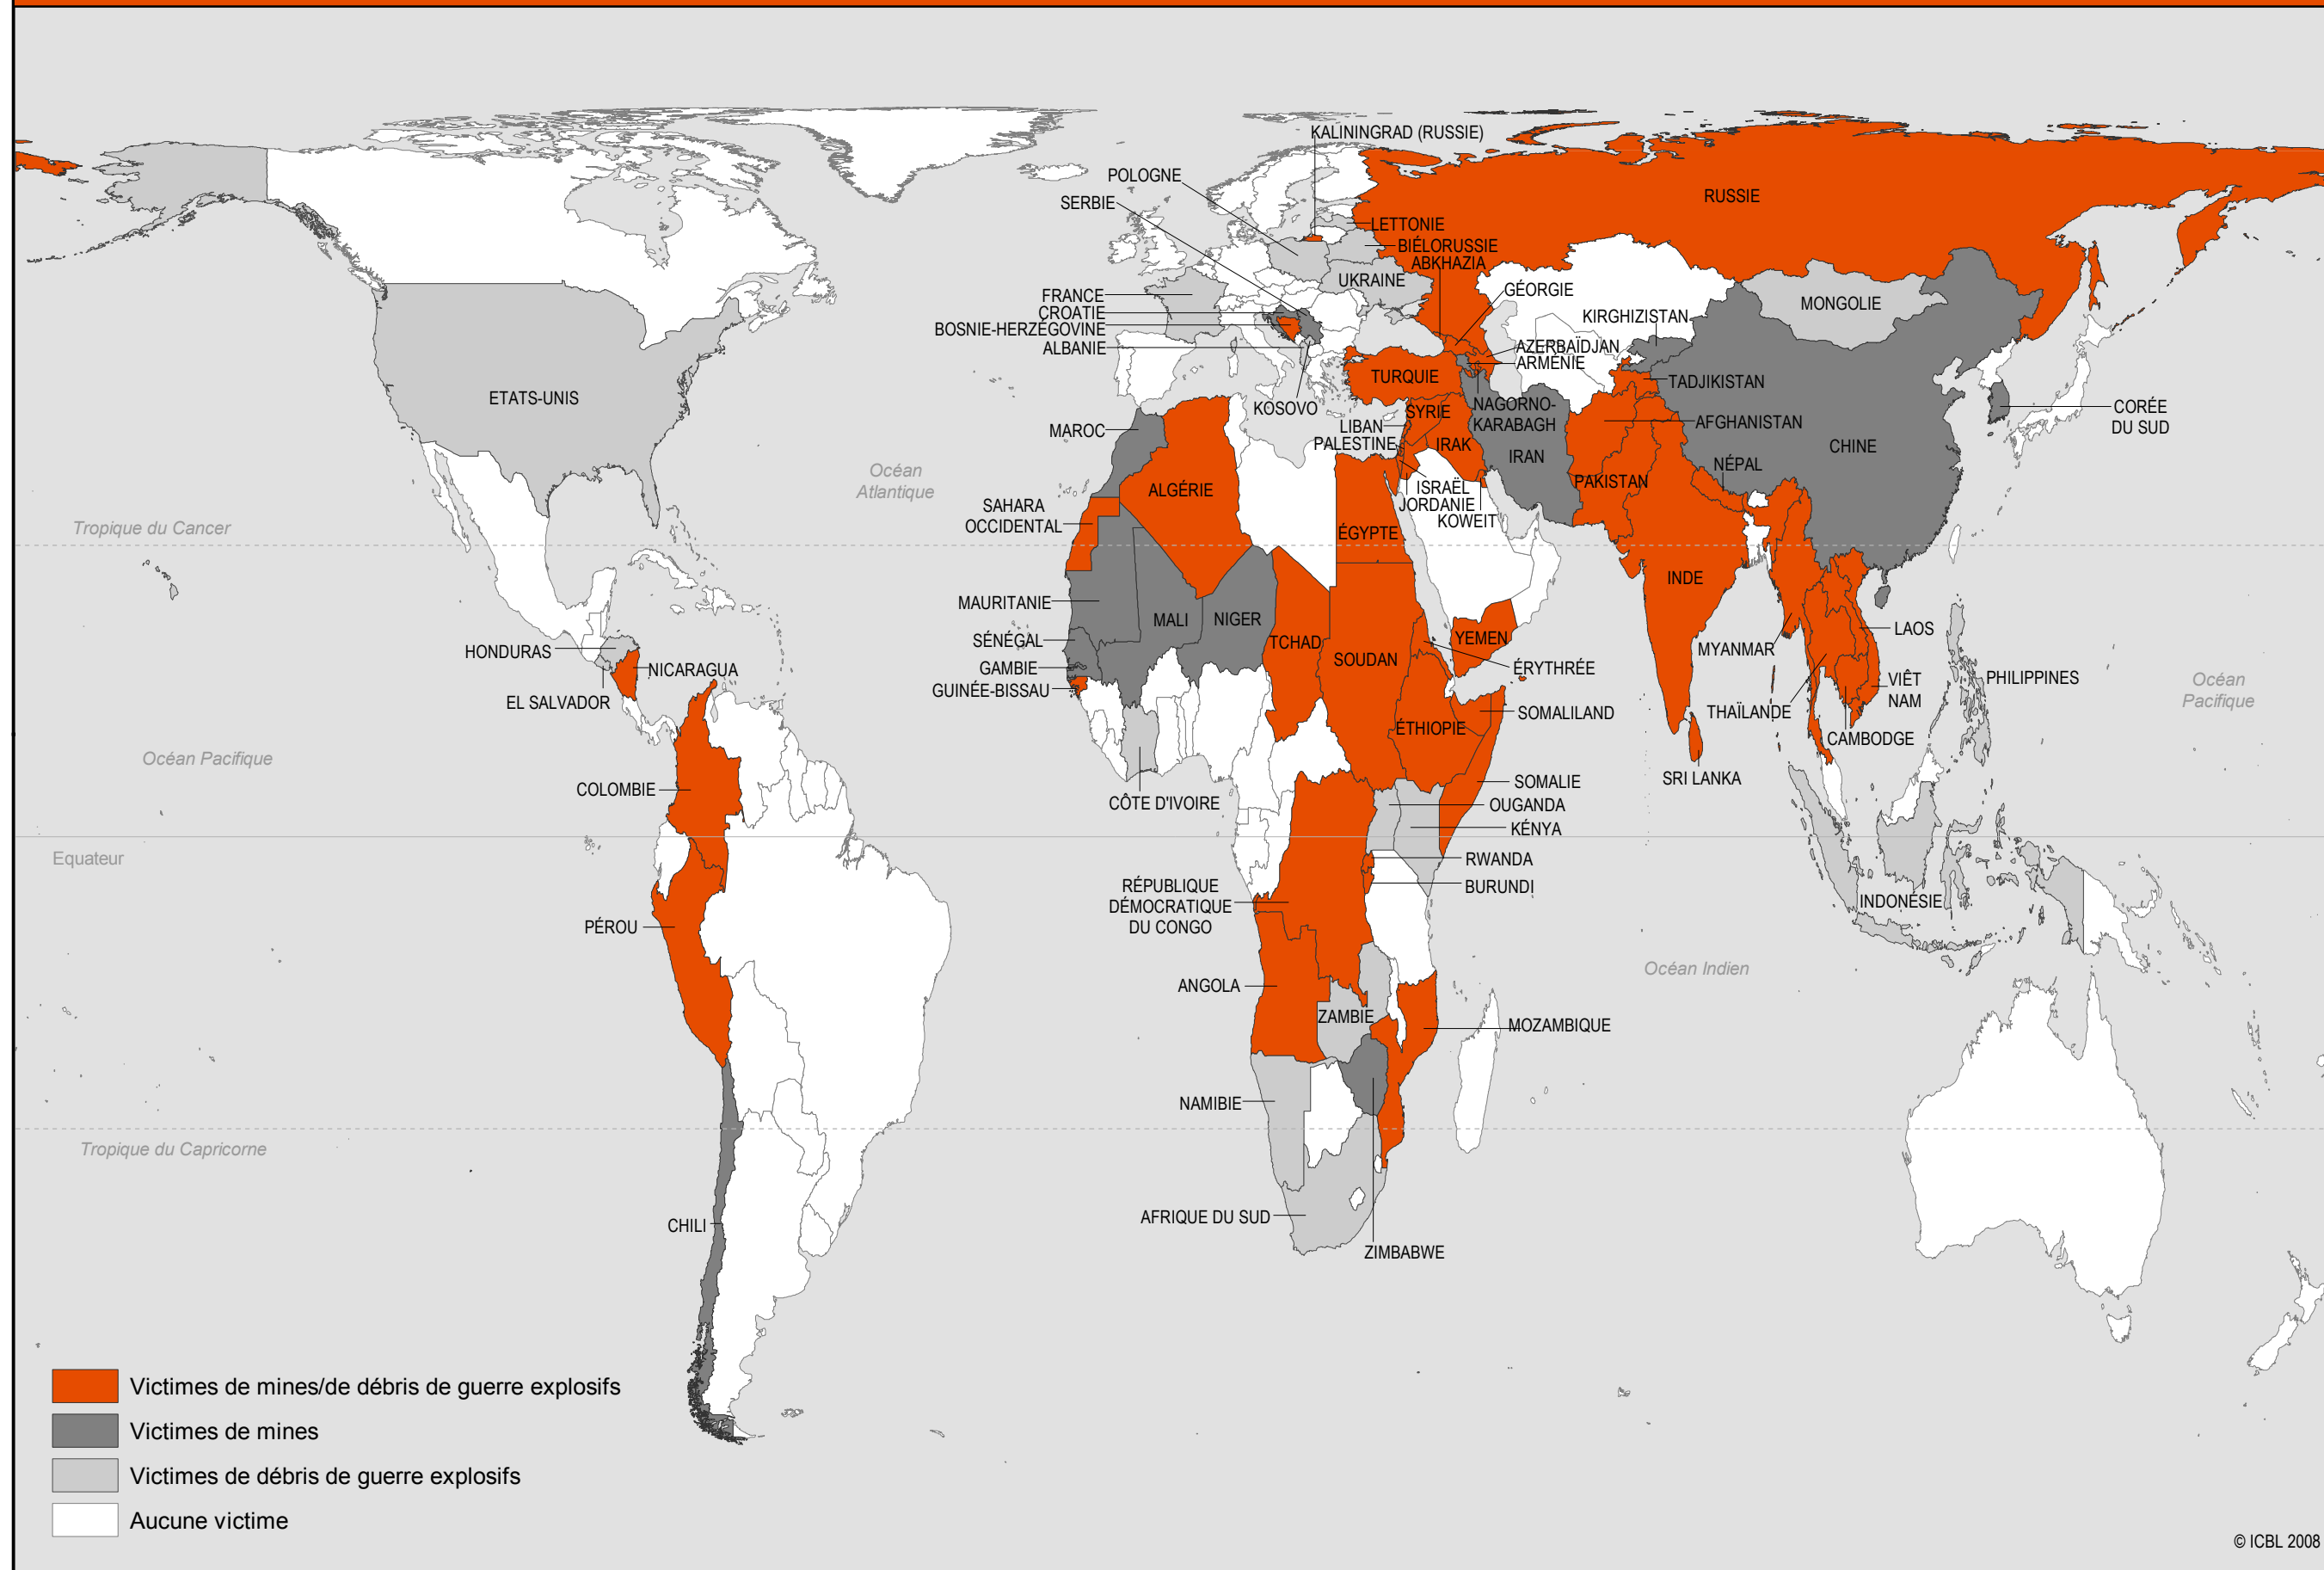 KALININGRAD (RUSSIE)
POLOGNE
SERBIE
RUSSIE
LETTONIE
BIÉLORUSSIE
ABKHAZIA
UKRAINE
FRANCE
CROATIE
BOSNIE-HERZÉGOVINE
ALBANIE
GÉORGIE
MONGOLIE
KIRGHIZISTAN
AZERBAÏDJAN
ARMÉNIE
ETATS-UNIS
TURQUIE
TADJIKISTAN
KOSOVO
SYRIE
NAGORNO-
KARABAGH
CORÉE
DU SUD
MAROC
LIBAN
PALESTINE
IRAK
AFGHANISTAN
CHINE
IRAN
NÉPAL
Océan
Atlantique
ALGÉRIE
ISRAËL
JORDANIE
KOWEIT
PAKISTAN
SAHARA
OCCIDENTAL
Tropique du Cancer
ÉGYPTE
INDE
MAURITANIE
MALI
NIGER
TCHAD
SOUDAN
YEMEN
SÉNÉGAL
LAOS
MYANMAR
HONDURAS
NICARAGUA
GAMBIE
GUINÉE-BISSAU
ÉRYTHRÉE
EL SALVADOR
VIÊT
NAM
PHILIPPINES
Océan
Pacifique
SOMALILAND
THAÏLANDE
ÉTHIOPIE
CAMBODGE
Océan Pacifique
SRI LANKA
COLOMBIE
SOMALIE
CÔTE D'IVOIRE
OUGANDA
KÉNYA
Equateur
RWANDA
BURUNDI
RÉPUBLIQUE
DÉMOCRATIQUE
DU CONGO
INDONÉSIE
PÉROU
Océan Indien
ANGOLA
ZAMBIE
MOZAMBIQUE
NAMIBIE
Tropique du Capricorne
CHILI
AFRIQUE DU SUD
ZIMBABWE
Victimes de mines/de débris de guerre explosifs
Victimes de mines
Victimes de débris de guerre explosifs
Aucune victime
© ICBL 2008